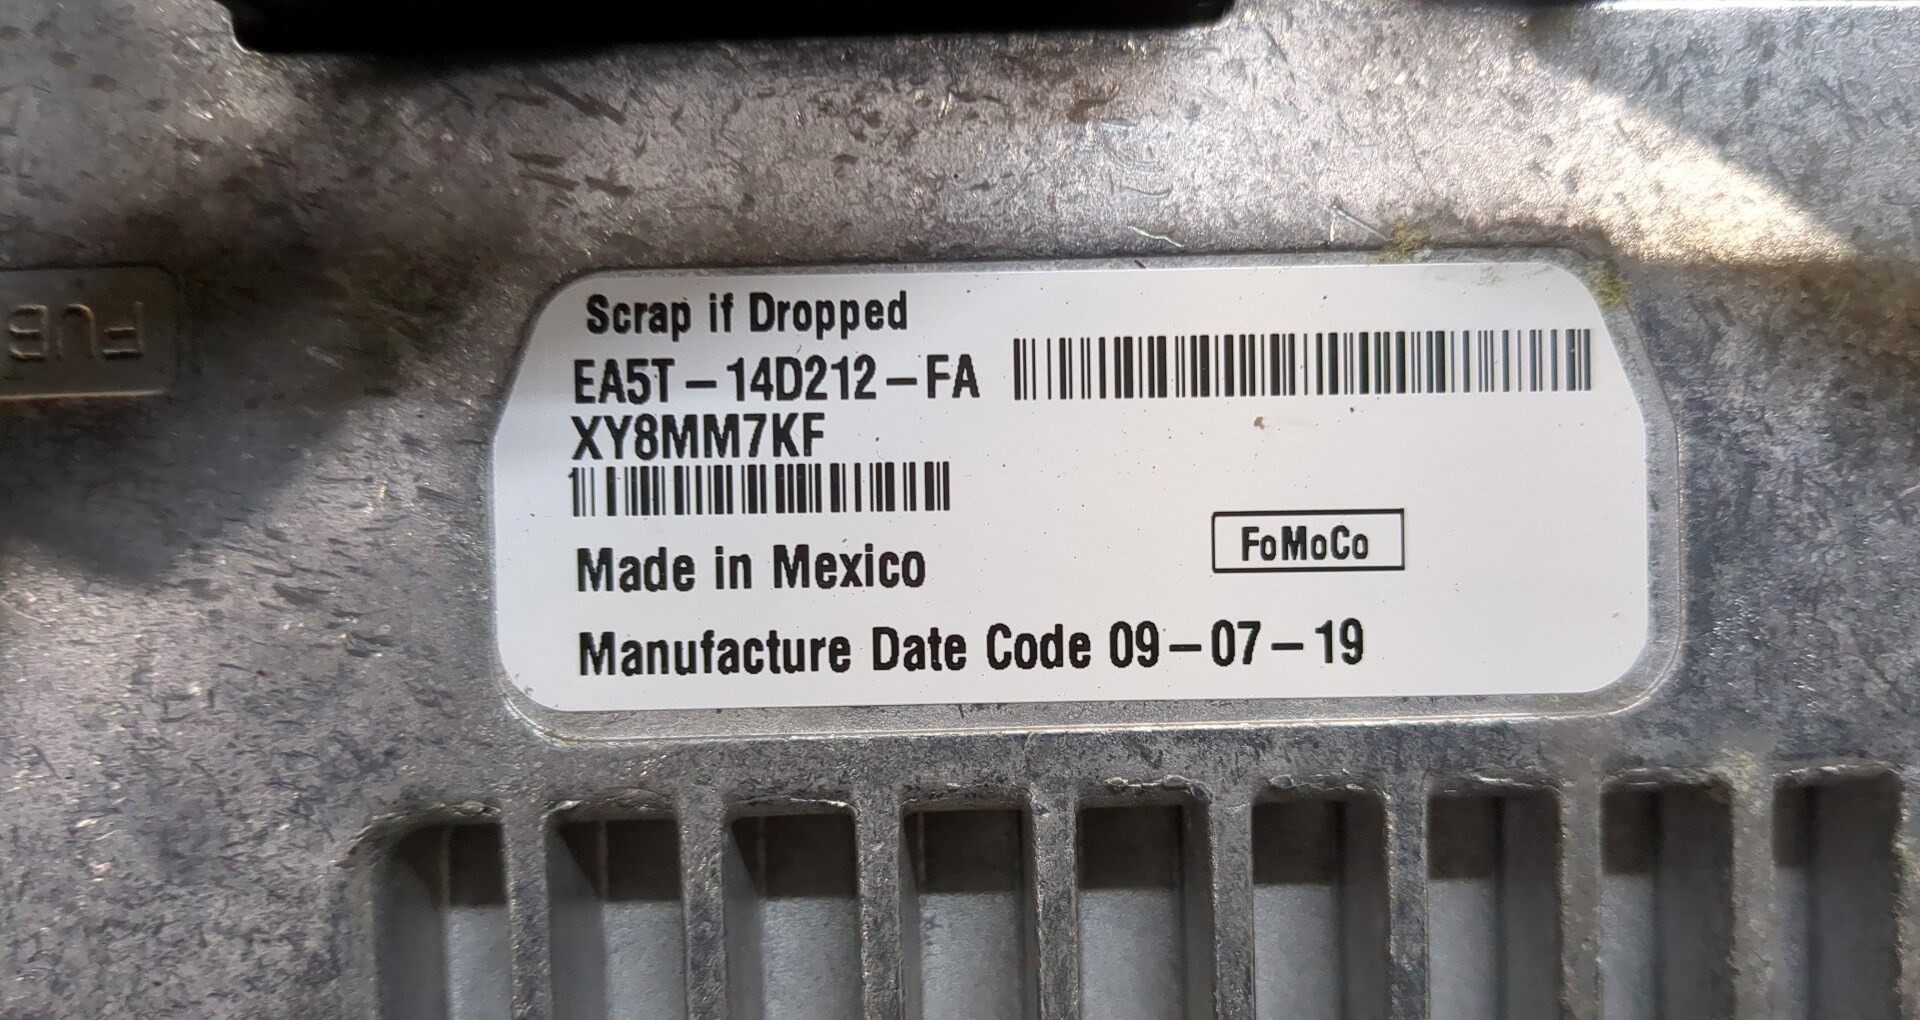 Scrap if Dropped
EA5T-14D212-FA
XY8MM7KF
Made in Mexico
FoMoCo
Manufacture Date Code 09-07-19